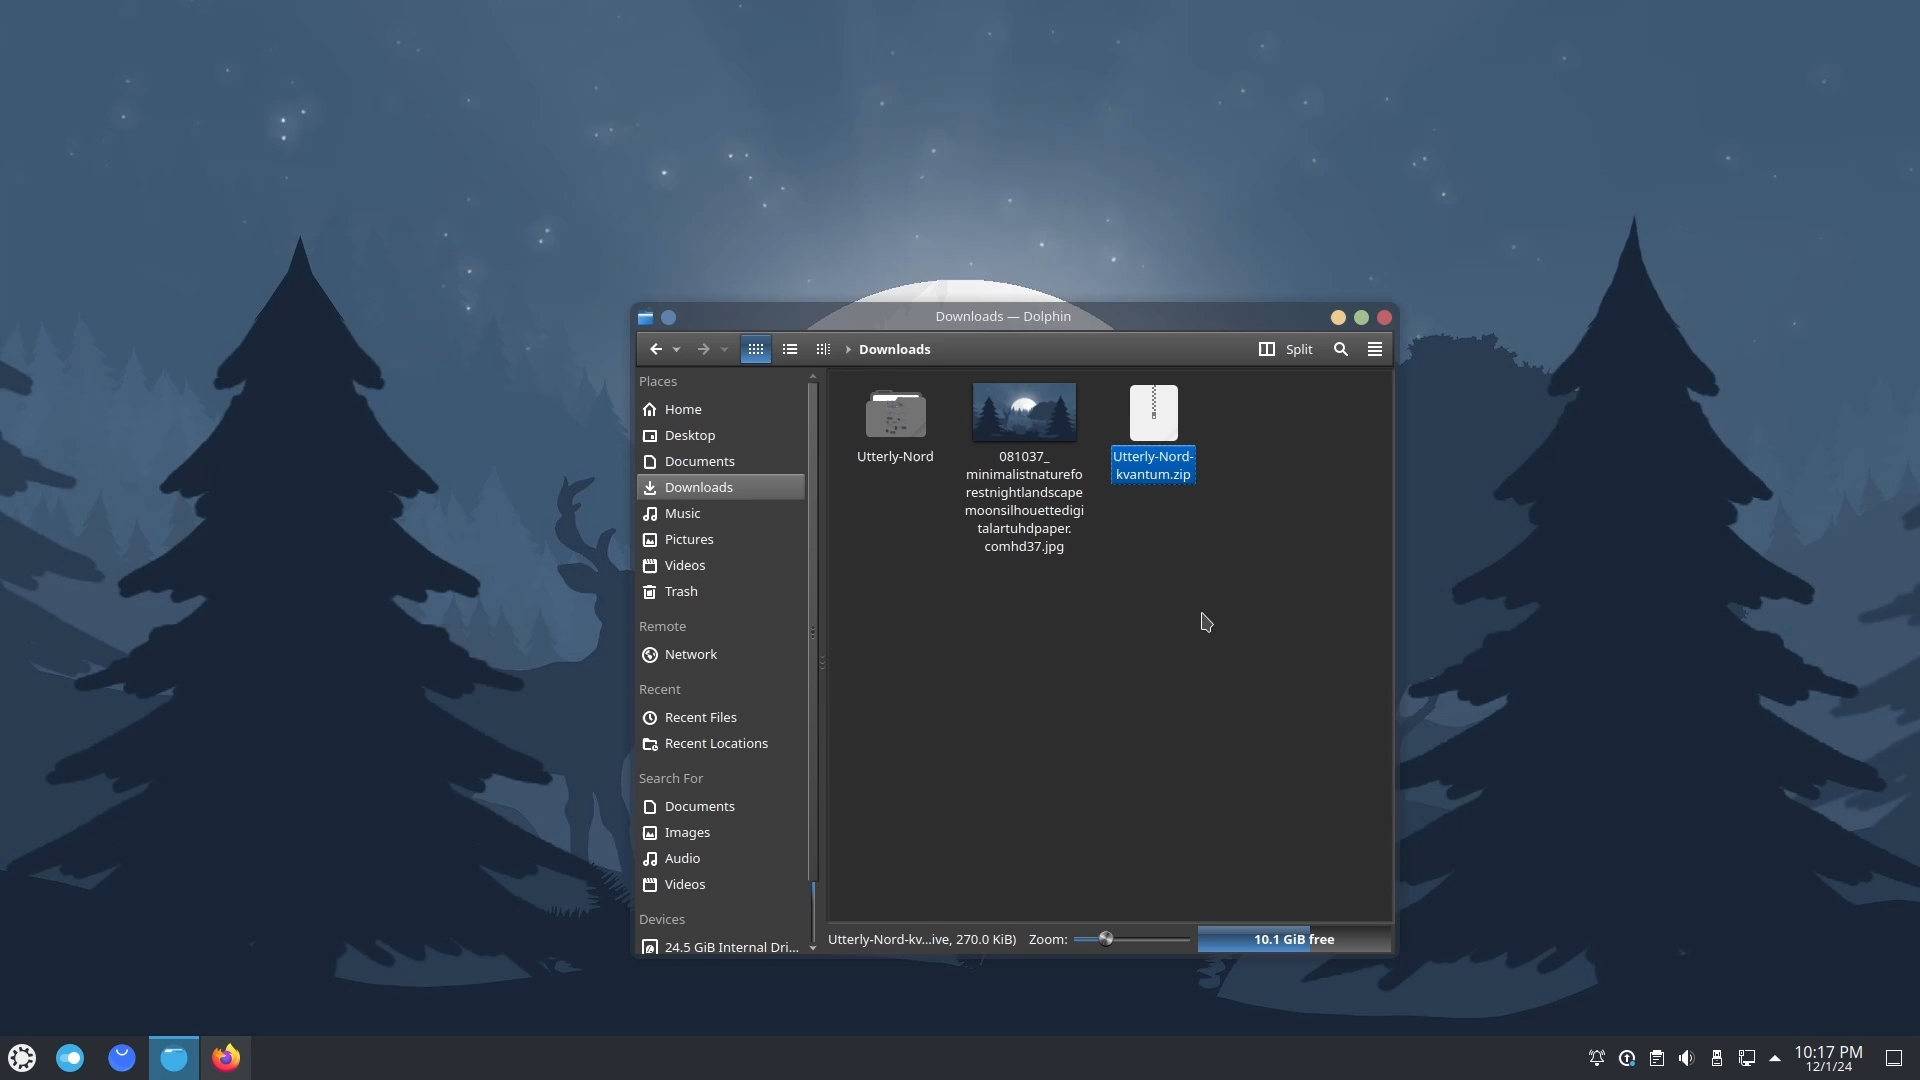 Downloads — Dolphin
Downloads
Split
Places
Home
Desktop
Documents
Downloads
Music
Pictures
Videos
Trash
Remote
Network
Recent
Recent Files
Recent Locations
Search For
Documents
Images
Audio
Videos
Devices
24.5 GiB Internal Dri...
Utterly-Nord
081037_
minimalistnaturefo
restnightlandscape
moonsilhouettedigi
talartuhdpaper.
comhd37.jpg
Utterly-Nord-
kvantum.zip
Utterly-Nord-kv...ive, 270.0 KiB)
Zoom:
10.1 GiB free
10:17 PM
12/1/24